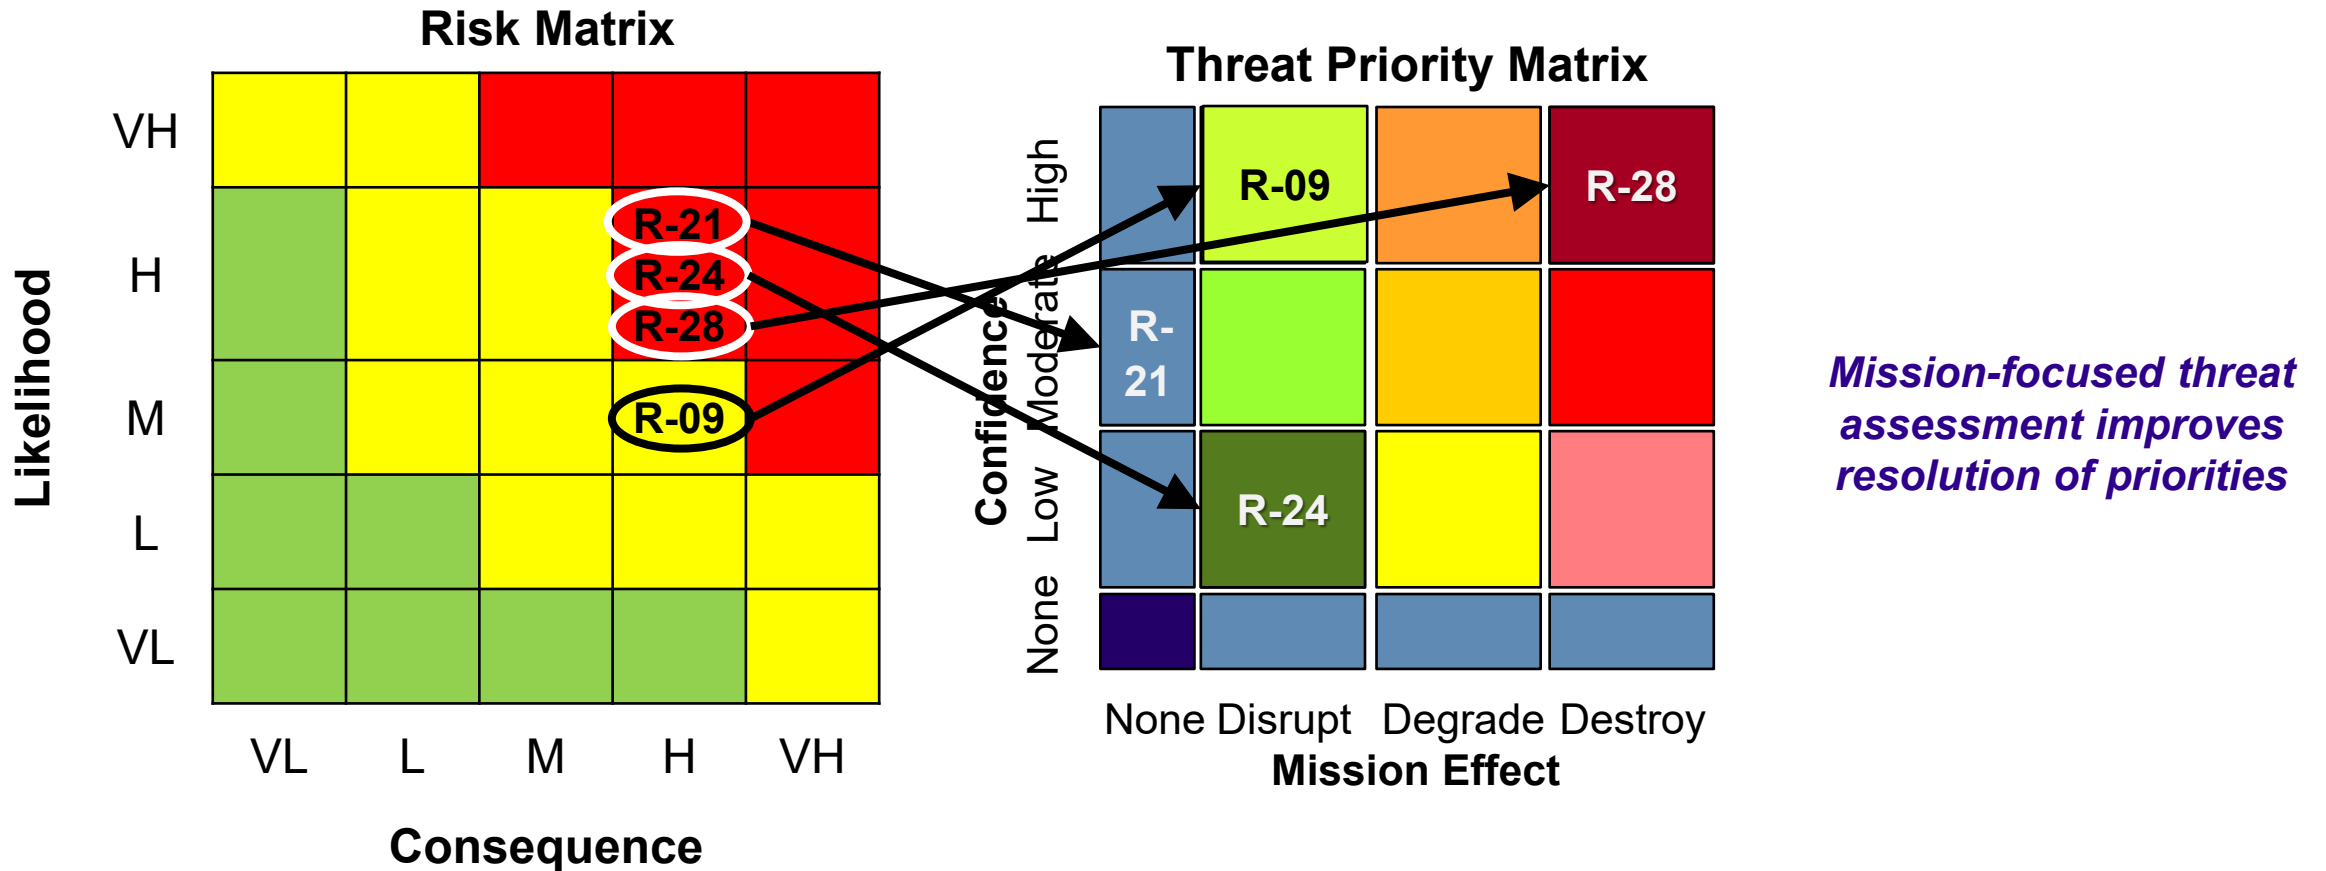 Risk Matrix
Likelihood
VH
H
M
L
VL
R-21
R-24
R-28
R-09
VL
L
M
H
VH
Consequence
Threat Priority Matrix
Confidence
High
Moderate
Low
None
R-09
R-28
R-
21
R-24
None
Disrupt
Degrade
Destroy
Mission Effect
Mission-focused threat
assessment improves
resolution of priorities